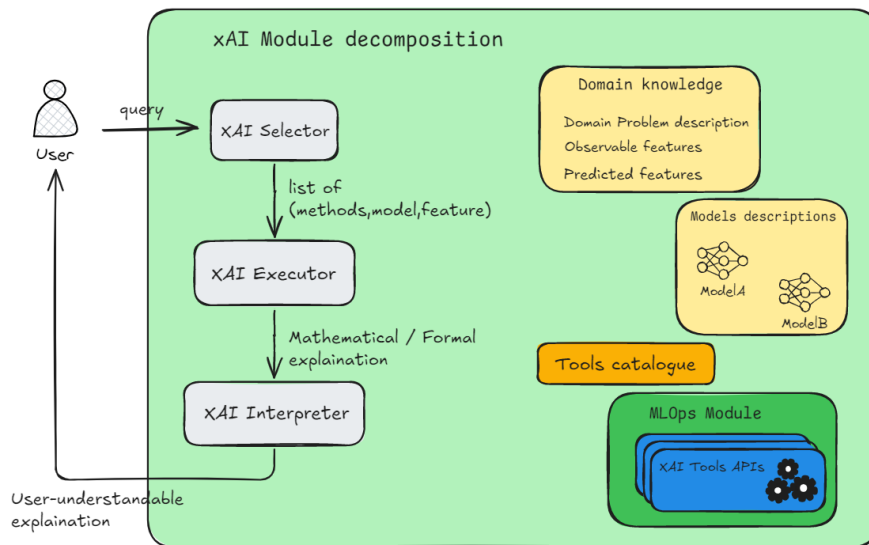 xAI Module decomposition
Domain knowledge
Domain Problem description
Observable features
Predicted features
query
User
XAI Selector
list of
(methods,model,feature)
Models descriptions
ModelA
ModelB
XAI Executor
Mathematical / Formal
explaination
Tools catalogue
XAI Interpreter
MLOps Module
XAI Tools APIs
User-understandable
explaination